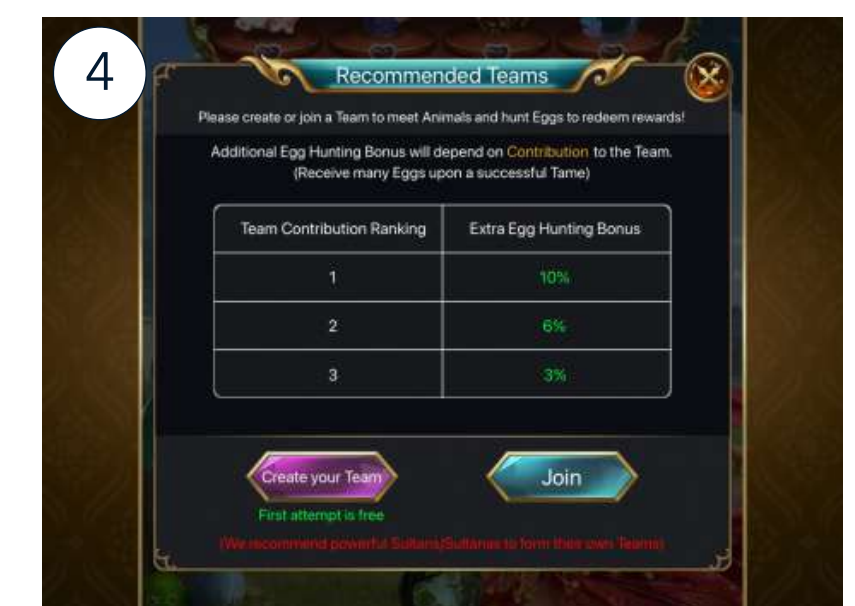 4
Recommended Teams
Please create or join a Team to meet Animals and hunt Eggs to redeem rewards!
Additional Egg Hunting Bonus will depend on Contribution to the Team.
(Receive many Eggs upon a successful Tame)
Team Contribution Ranking Extra Egg Hunting Bonus
1 10%
2 6%
3 3%
Create your Team Join
First attempt is free
(We recommend powerful Sultans/Sultanas to form their own Teams)